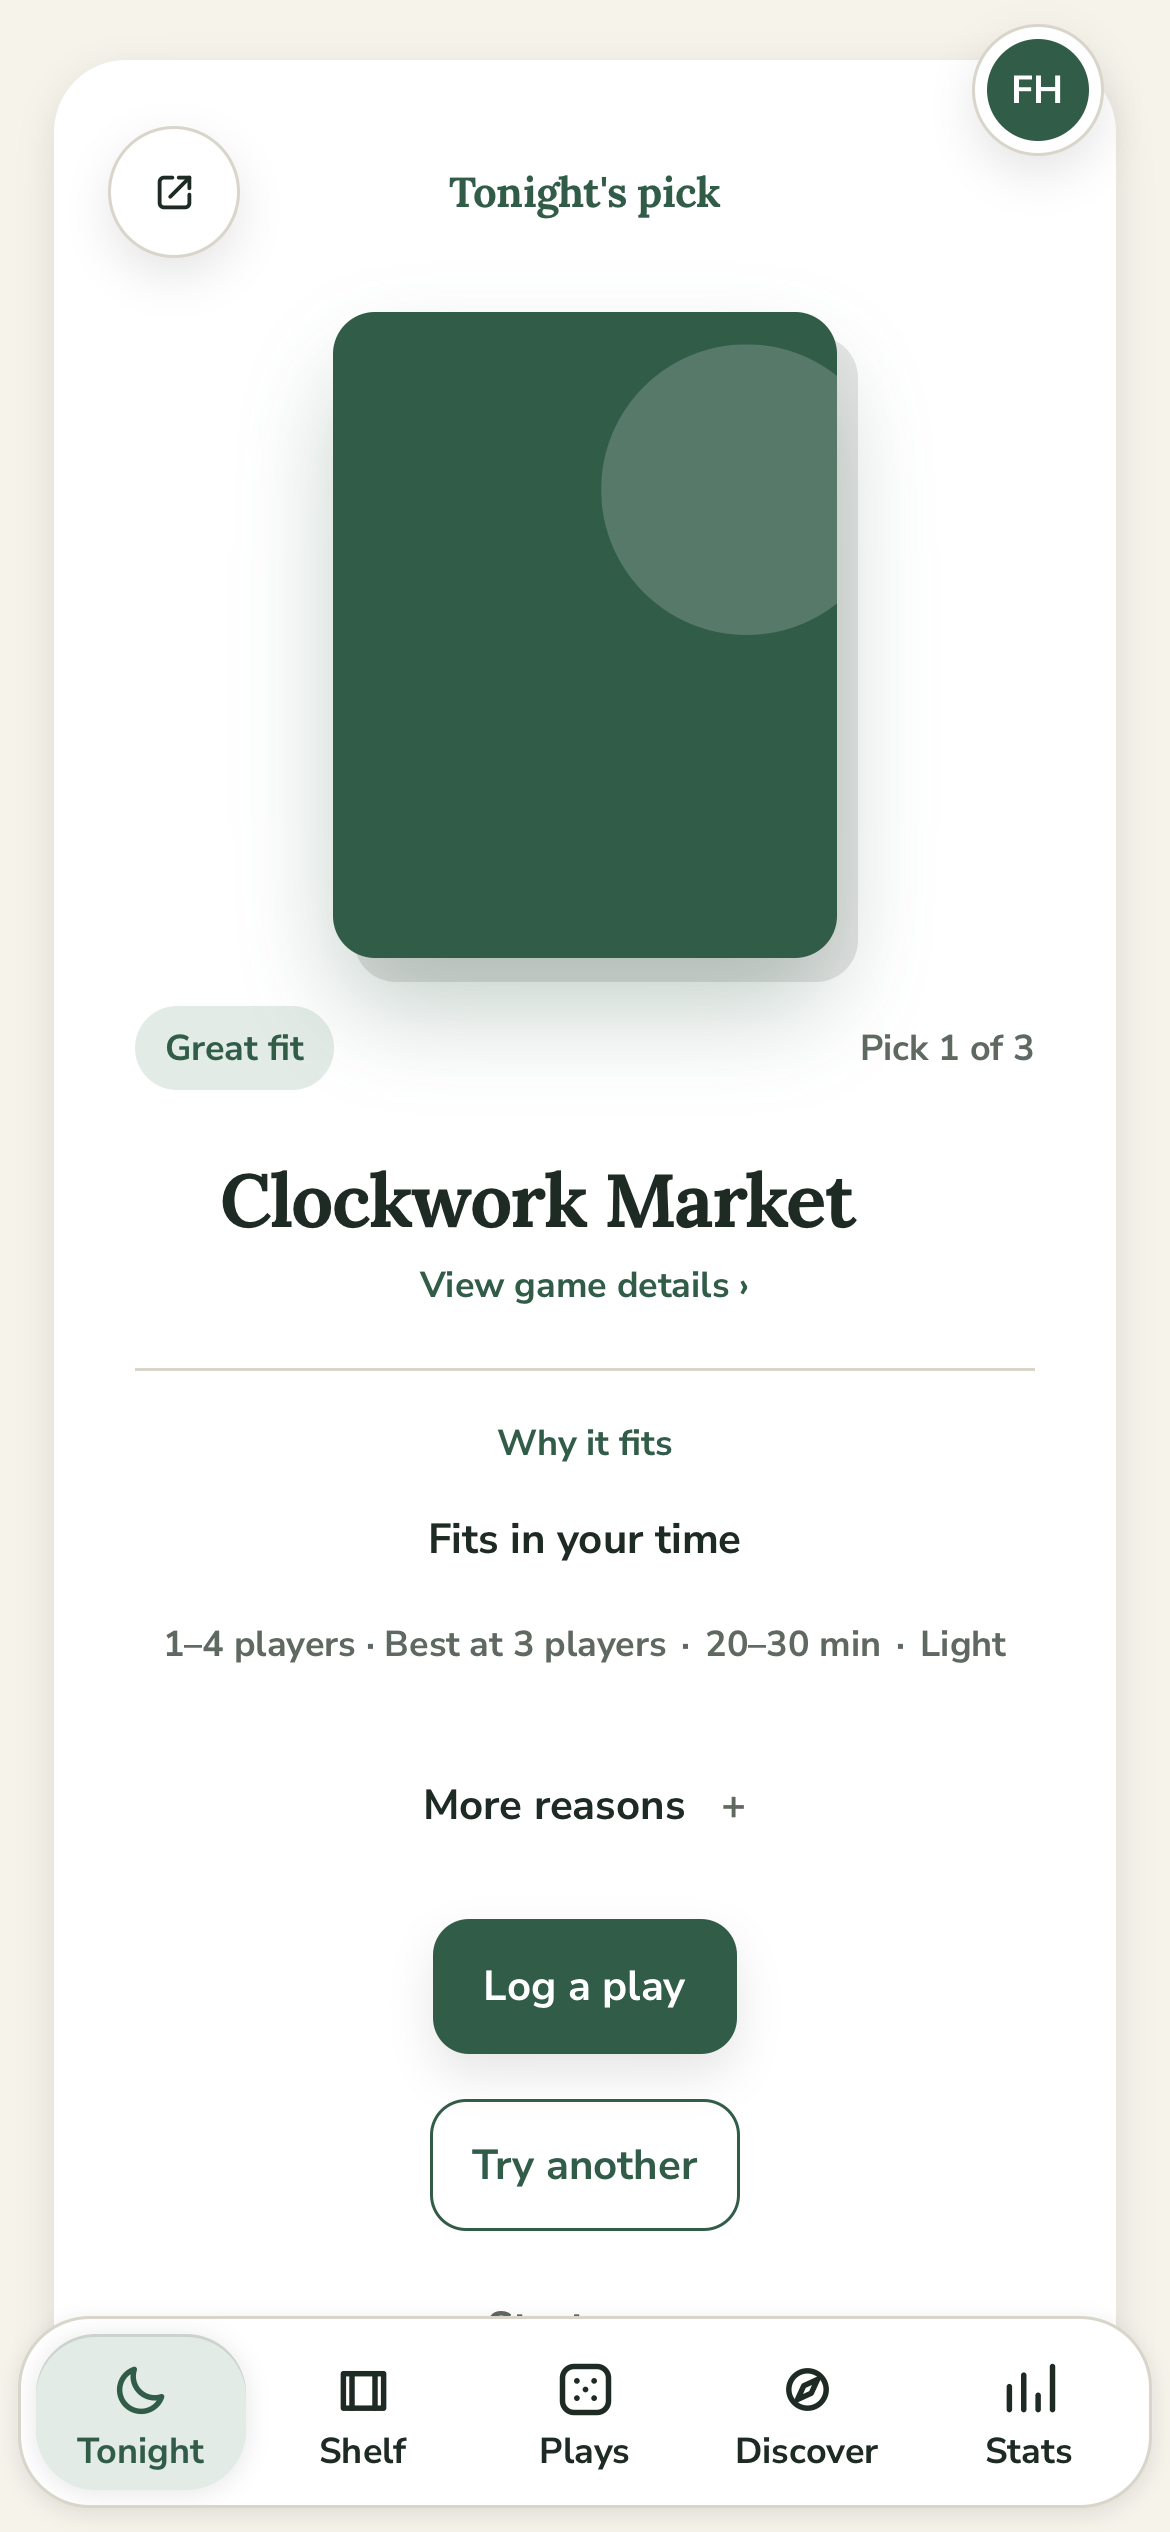 FH
Tonight's pick
Great fit
Pick 1 of 3
Clockwork Market
View game details ›
Why it fits
Fits in your time
1–4 players · Best at 3 players · 20–30 min · Light
More reasons +
Log a play
Try another
Tonight
Shelf
Plays
Discover
Stats